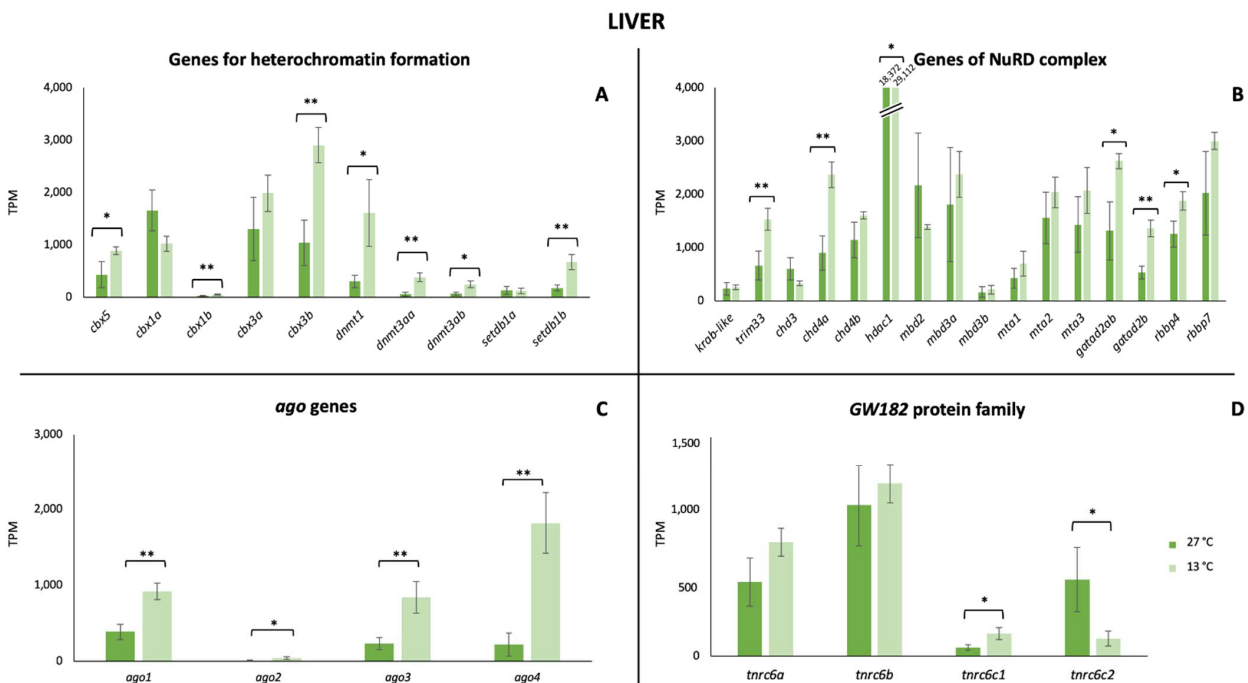 LIVER
Genes for heterochromatin formation
A
TPM
4,000
3,000
2,000
1,000
0
*
**
**
*
**
*
**
cbx5
cbx1a
cbx1b
cbx3a
cbx3b
dnmt1
dnmt3aa
dnmt3ab
setdb1a
setdb1b
Genes of NuRD complex
B
TPM
4,000
3,000
2,000
1,000
0
**
**
*
18,372
29,112
*
**
*
krab-like
trim33
chd3
chd4a
chd4b
hdac1
mbd2
mbd3a
mbd3b
mta1
mta2
mta3
gatad2ab
gatad2b
rbbp4
rbbp7
ago genes
C
TPM
3,000
2,000
1,000
0
**
*
**
**
ago1
ago2
ago3
ago4
GW182 protein family
D
TPM
1,500
1,000
500
0
*
*
tnrc6a
tnrc6b
tnrc6c1
tnrc6c2
27 °C
13 °C